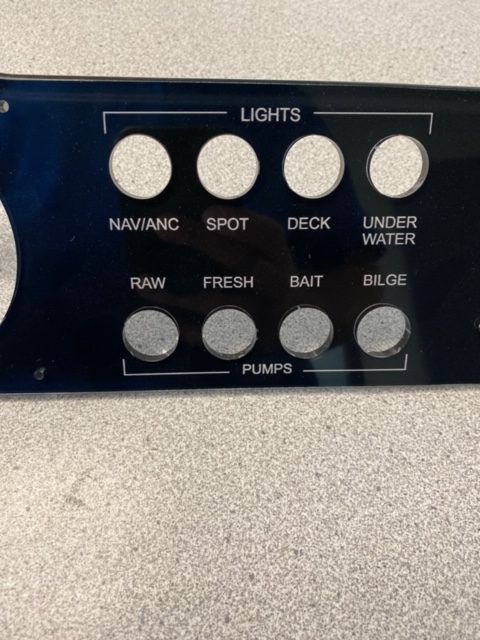 LIGHTS
NAV/ANC SPOT DECK UNDER
WATER
RAW FRESH BAIT BILGE
PUMPS